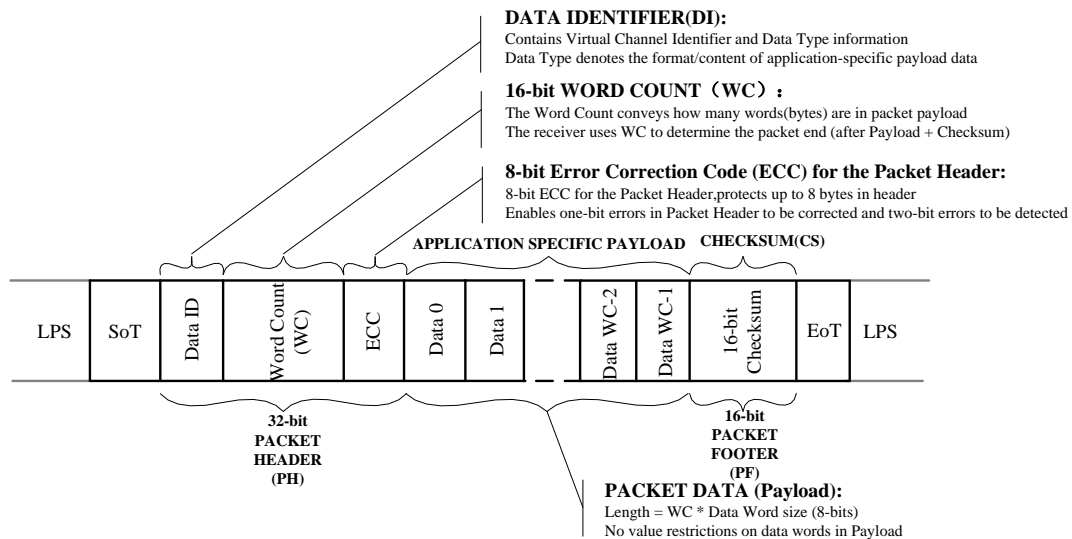 DATA IDENTIFIER(DI):
Contains Virtual Channel Identifier and Data Type information
Data Type denotes the format/content of application-specific payload data
16-bit WORD COUNT（WC）：
The Word Count conveys how many words(bytes) are in packet payload
The receiver uses WC to determine the packet end (after Payload + Checksum)
8-bit Error Correction Code (ECC) for the Packet Header:
8-bit ECC for the Packet Header,protects up to 8 bytes in header
Enables one-bit errors in Packet Header to be corrected and two-bit errors to be detected
APPLICATION SPECIFIC PAYLOAD
CHECKSUM(CS)
LPS
SoT
Data ID
Word Count
(WC)
ECC
Data 0
Data 1
Data WC-2
Data WC-1
16-bit
Checksum
EoT
LPS
32-bit
PACKET
HEADER
(PH)
16-bit
PACKET
FOOTER
(PF)
PACKET DATA (Payload):
Length = WC * Data Word size (8-bits)
No value restrictions on data words in Payload